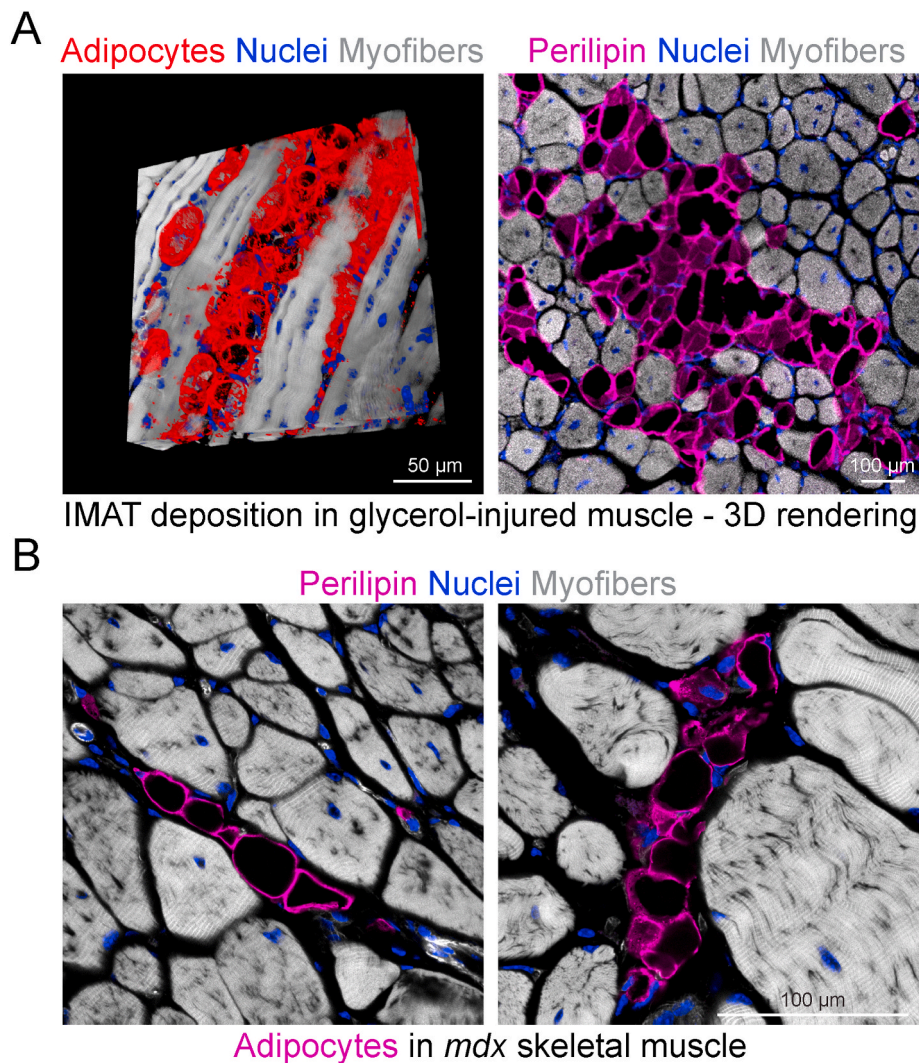 A
Adipocytes Nuclei Myofibers
Perilipin Nuclei Myofibers
50 µm
100 µm
IMAT deposition in glycerol-injured muscle - 3D rendering
B
Perilipin Nuclei Myofibers
100 µm
Adipocytes in mdx skeletal muscle